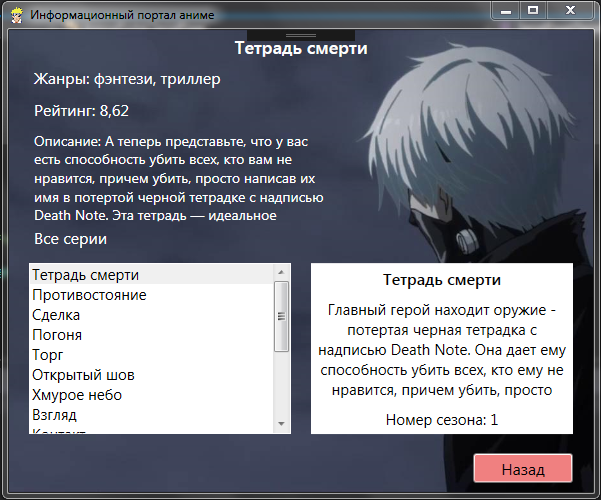 Информационный портал аниме
Тетрадь смерти
Жанры: фэнтези, триллер
Рейтинг: 8,62
Описание: А теперь представьте, что у вас
есть способность убить всех, кто вам не
нравится, причем убить, просто написав их
имя в потертой черной тетрадке с надписью
Death Note. Эта тетрадь — идеальное
Все серии
Тетрадь смерти
Противостояние
Сделка
Погоня
Торг
Открытый шов
Хмурое небо
Взгляд
Тетрадь смерти
Главный герой находит оружие -
потертая черная тетрадка с
надписью Death Note. Она дает ему
способность убить всех, кто ему не
нравится, причем убить, просто
Номер сезона: 1
Назад